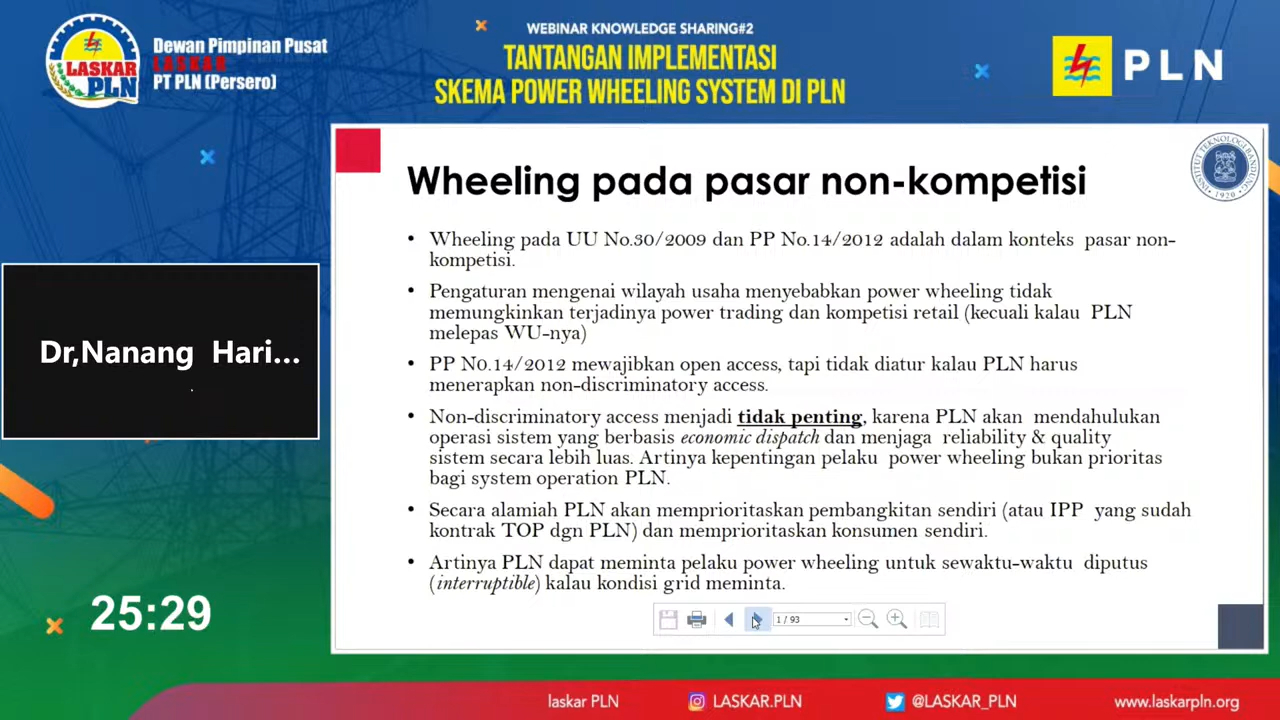 WEBINAR KNOWLEDGE SHARING#2
TANTANGAN IMPLEMENTASI
SKEMA POWER WHEELING SYSTEM DI PLN
LASKAR
PLN
Dewan Pimpinan Pusat
LASKAR
PT PLN (Persero)
PLN
Wheeling pada pasar non-kompetisi
INSTITUT TEKNOLOGI BANDUNG
1920
• Wheeling pada UU No.30/2009 dan PP No.14/2012 adalah dalam konteks pasar non-
kompetisi.
• Pengaturan mengenai wilayah usaha menyebabkan power wheeling tidak
memungkinkan terjadinya power trading dan kompetisi retail (kecuali kalau PLN
melepas WU-nya)
• PP N0.14/2012 mewajibkan open access, tapi tidak diatur kalau PLN harus
menerapkan non-discriminatory access.
• Non-discriminatory access menjadi tidak penting, karena PLN akan mendahulukan
operasi sistem yang berbasis economic dispatch dan menjaga reliability & quality
sistem secara lebih luas. Artinya kepentingan pelaku power wheeling bukan prioritas
bagi system operation PLN.
• Secara alamiah PLN akan memprioritaskan pembangkitan sendiri (atau IPP yang sudah
kontrak TOP dgn PLN) dan memprioritaskan konsumen sendiri.
• Artinya PLN dapat meminta pelaku power wheeling untuk sewaktu-waktu diputus
(interruptible) kalau kondisi grid meminta.
1 / 93
Dr,Nanang Hari...
25:29
laskar PLN
LASKAR.PLN
@LASKAR_PLN
www.laskarpln.org